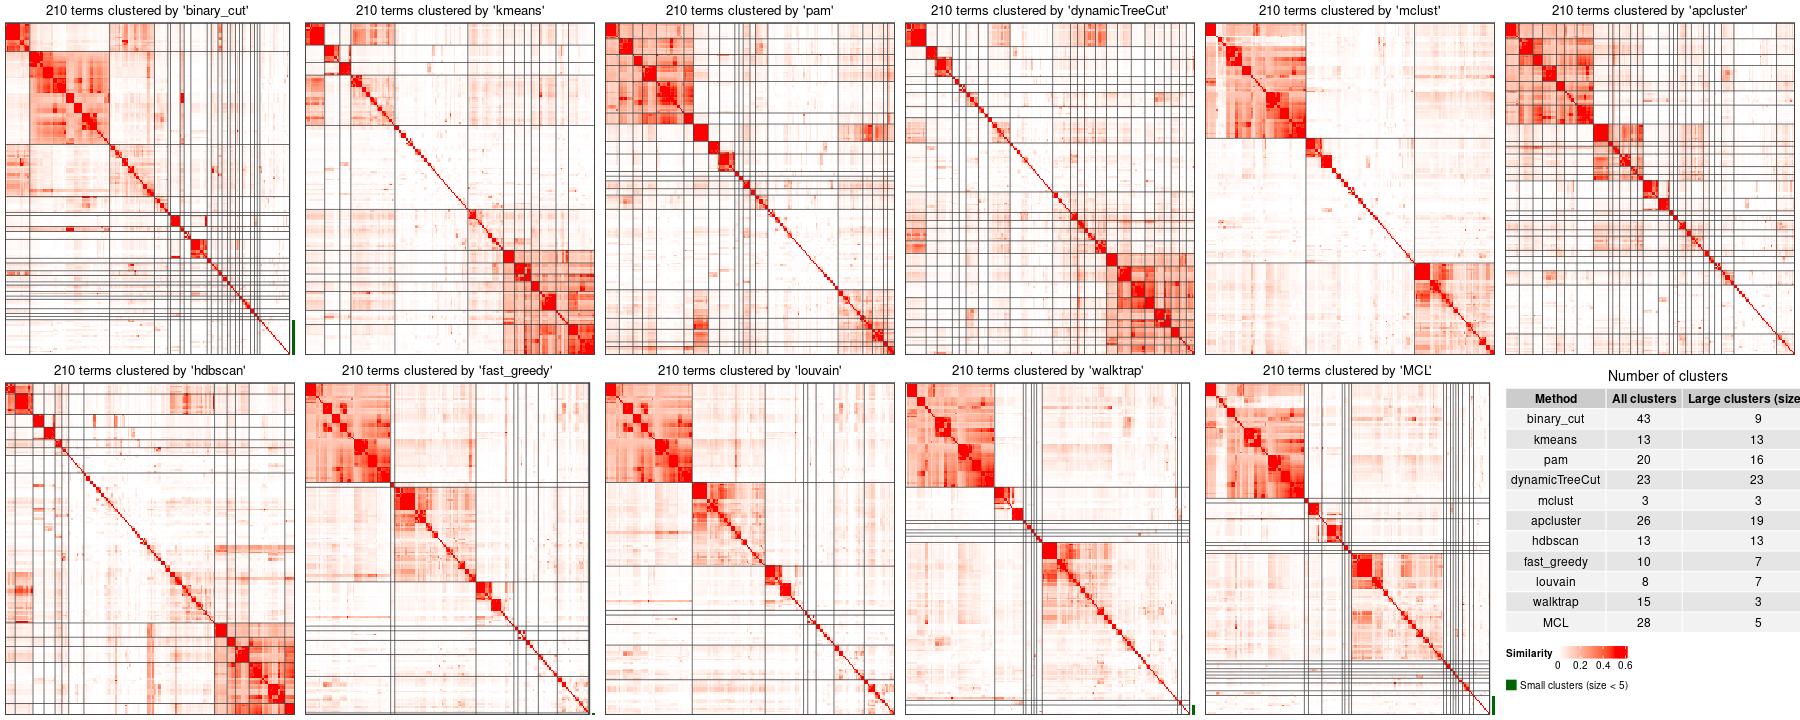 210 terms clustered by 'binary_cut'
210 terms clustered by 'kmeans'
210 terms clustered by 'pam'
210 terms clustered by 'dynamicTreeCut'
210 terms clustered by 'mclust'
210 terms clustered by 'apcluster'
210 terms clustered by 'hdbscan'
210 terms clustered by 'fast_greedy'
210 terms clustered by 'louvain'
210 terms clustered by 'walktrap'
210 terms clustered by 'MCL'
Number of clusters
Method All clusters Large clusters (size
binary_cut 43 9
kmeans 13 13
pam 20 16
dynamicTreeCut 23 23
mclust 3 3
apcluster 26 19
hdbscan 13 13
fast_greedy 10 7
louvain 8 7
walktrap 15 3
MCL 28 5
Similarity
0 0.2 0.4 0.6
Small clusters (size < 5)